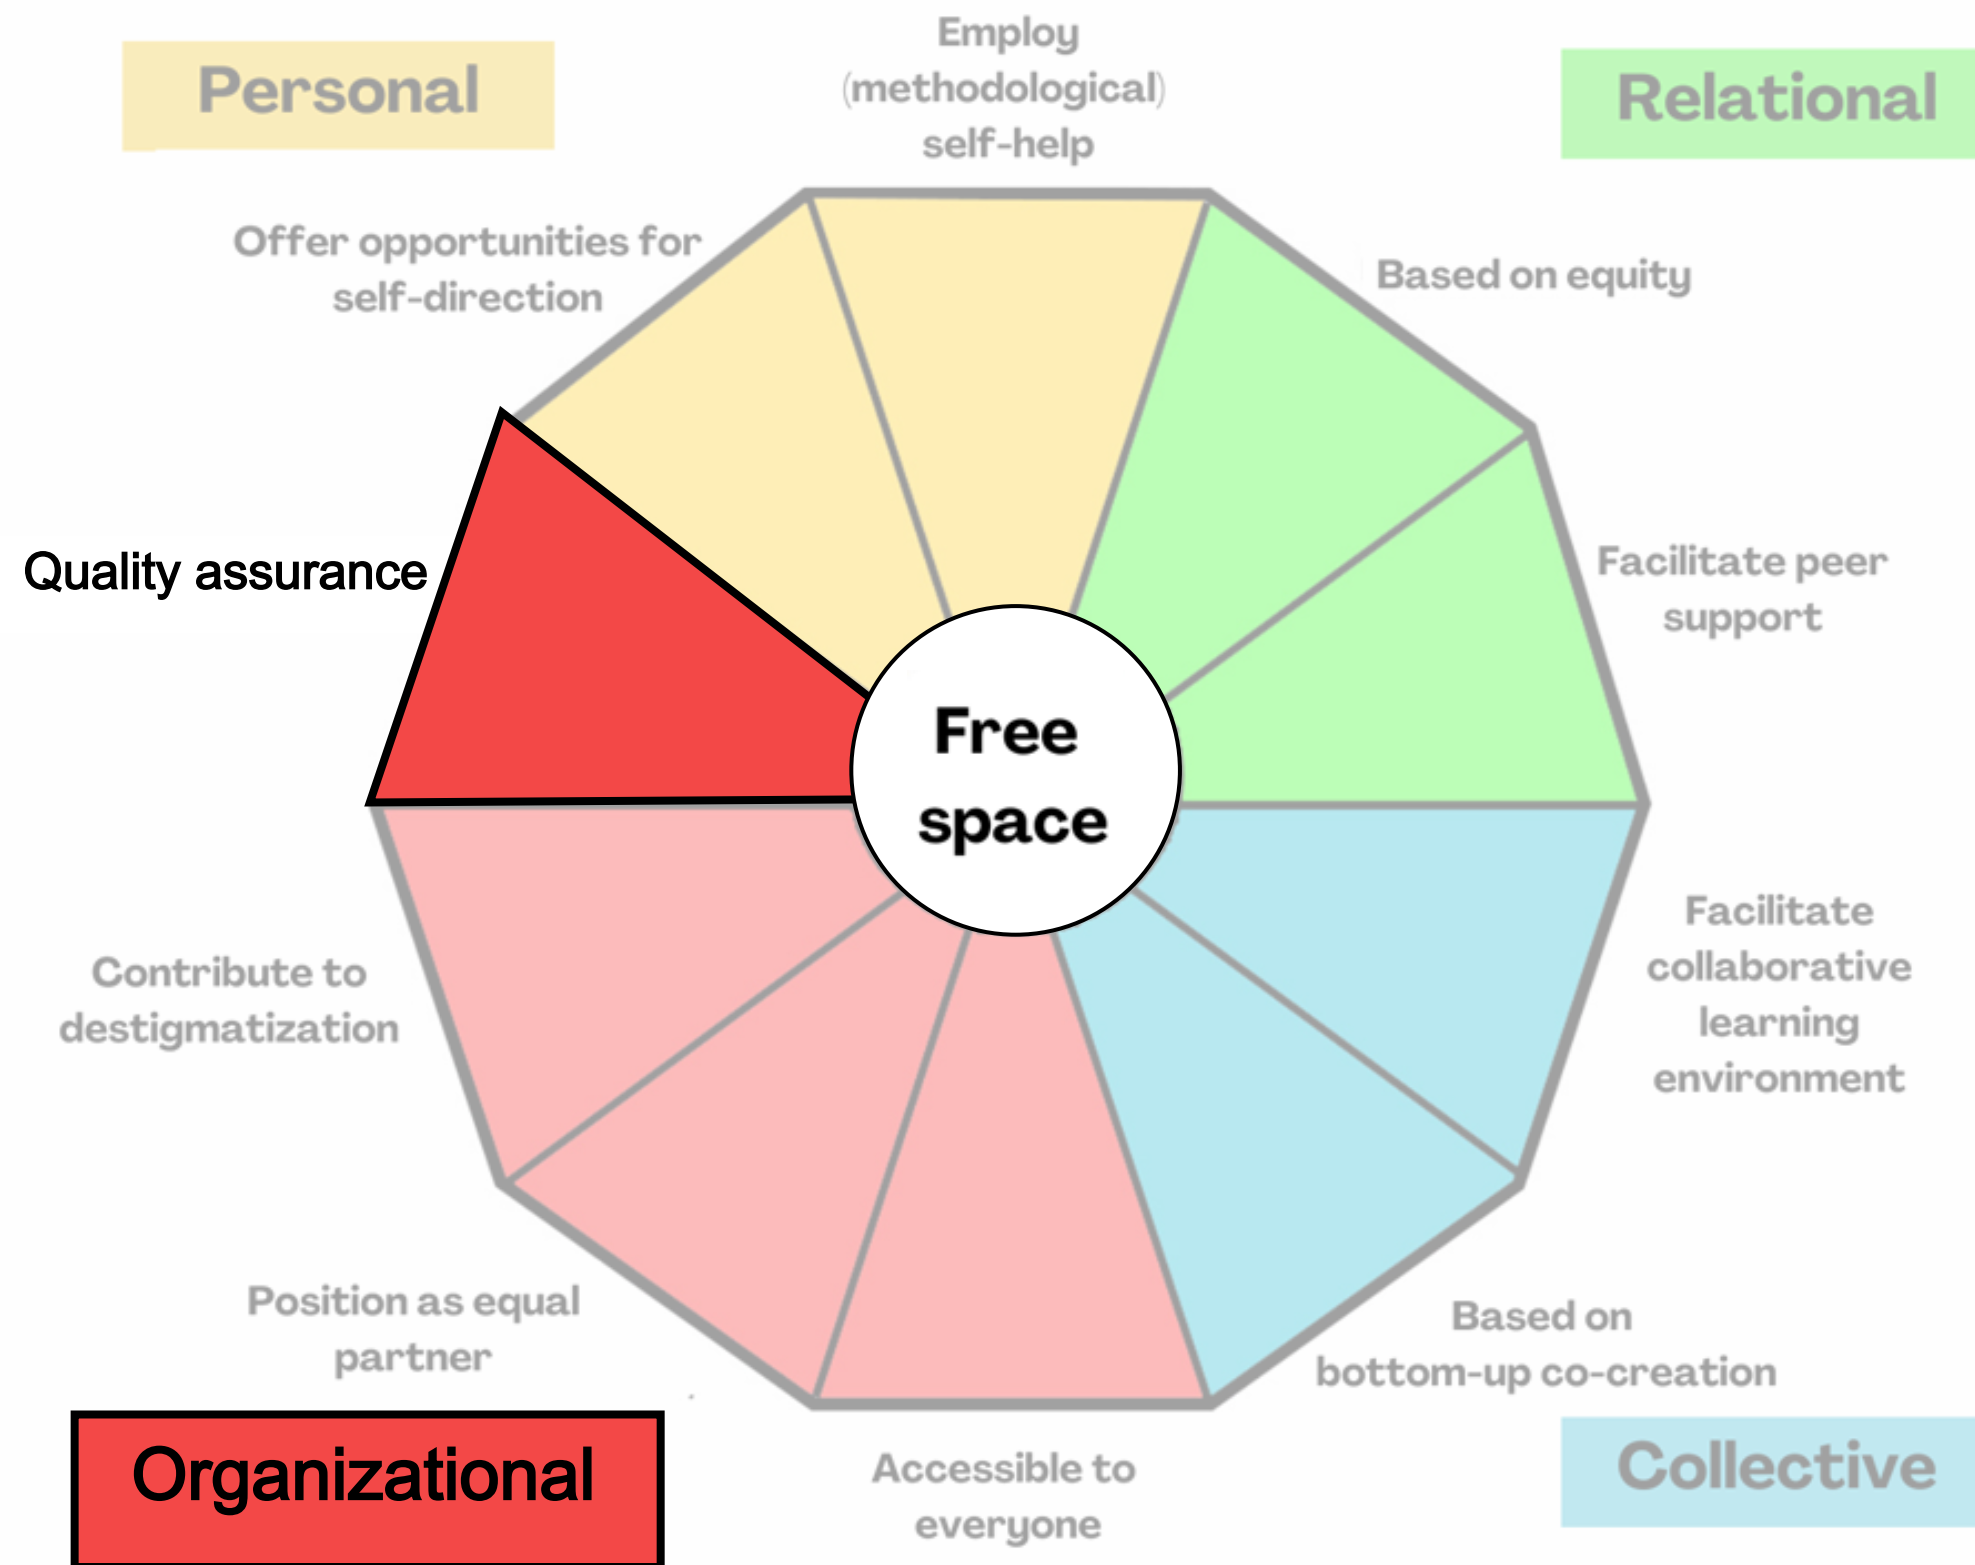 Personal
Employ
(methodological)
self-help
Relational
Offer opportunities for
self-direction
Based on equity
Quality assurance
Facilitate peer
support
Free
space
Contribute to
destigmatization
Facilitate
collaborative
learning
environment
Position as equal
partner
Based on
bottom-up co-creation
Organizational
Accessible to
everyone
Collective